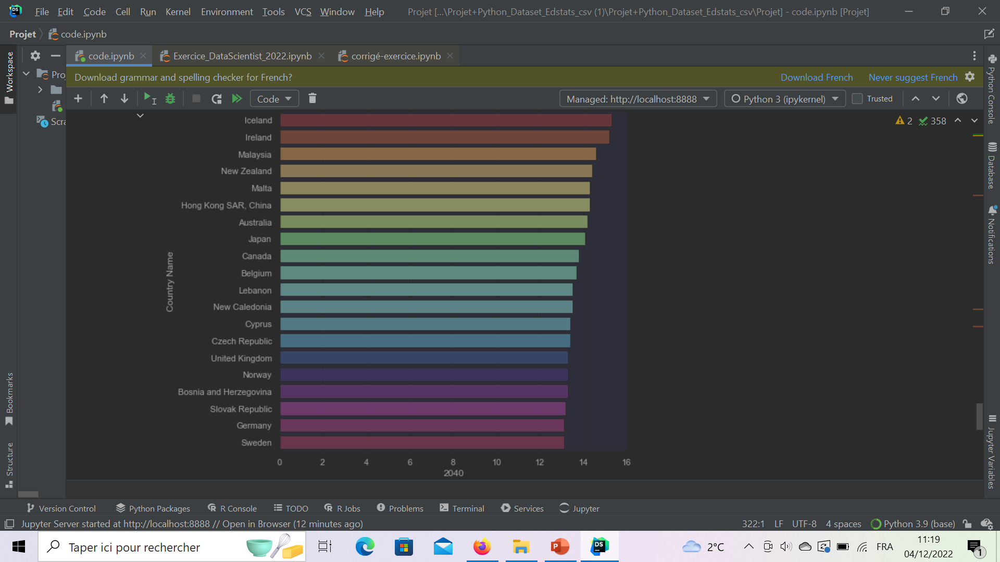 File Edit Code Cell Run Kernel Environment Tools VCS Window Help Projet [...\Projet+Python_Dataset_Edstats_csv (1)\Projet+Python_Dataset_Edstats_csv\Projet] - code.ipynb [Projet]
Projet code.ipynb
code.ipynb Exercice_DataScientist_2022.ipynb corrigé-exercice.ipynb
Workspace
Proj
Scra
Download grammar and spelling checker for French? Download French Never suggest French
Code Managed: http://localhost:8888 Python 3 (ipykernel) Trusted
2 358
Iceland
Ireland
Malaysia
New Zealand
Malta
Hong Kong SAR, China
Australia
Japan
Canada
Belgium
Lebanon
New Caledonia
Cyprus
Czech Republic
United Kingdom
Norway
Bosnia and Herzegovina
Slovak Republic
Germany
Sweden
Country Name
0 2 4 6 8 10 12 14 16
2040
Python Console
Database
Notifications
Jupyter Variables
Bookmarks
Structure
Version Control Python Packages R Console TODO R Jobs Problems Terminal Services Jupyter
Jupyter Server started at http://localhost:8888 // Open in Browser (12 minutes ago) 322:1 LF UTF-8 4 spaces Python 3.9 (base)
Taper ici pour rechercher 2°C FRA 11:19
04/12/2022
1
DS